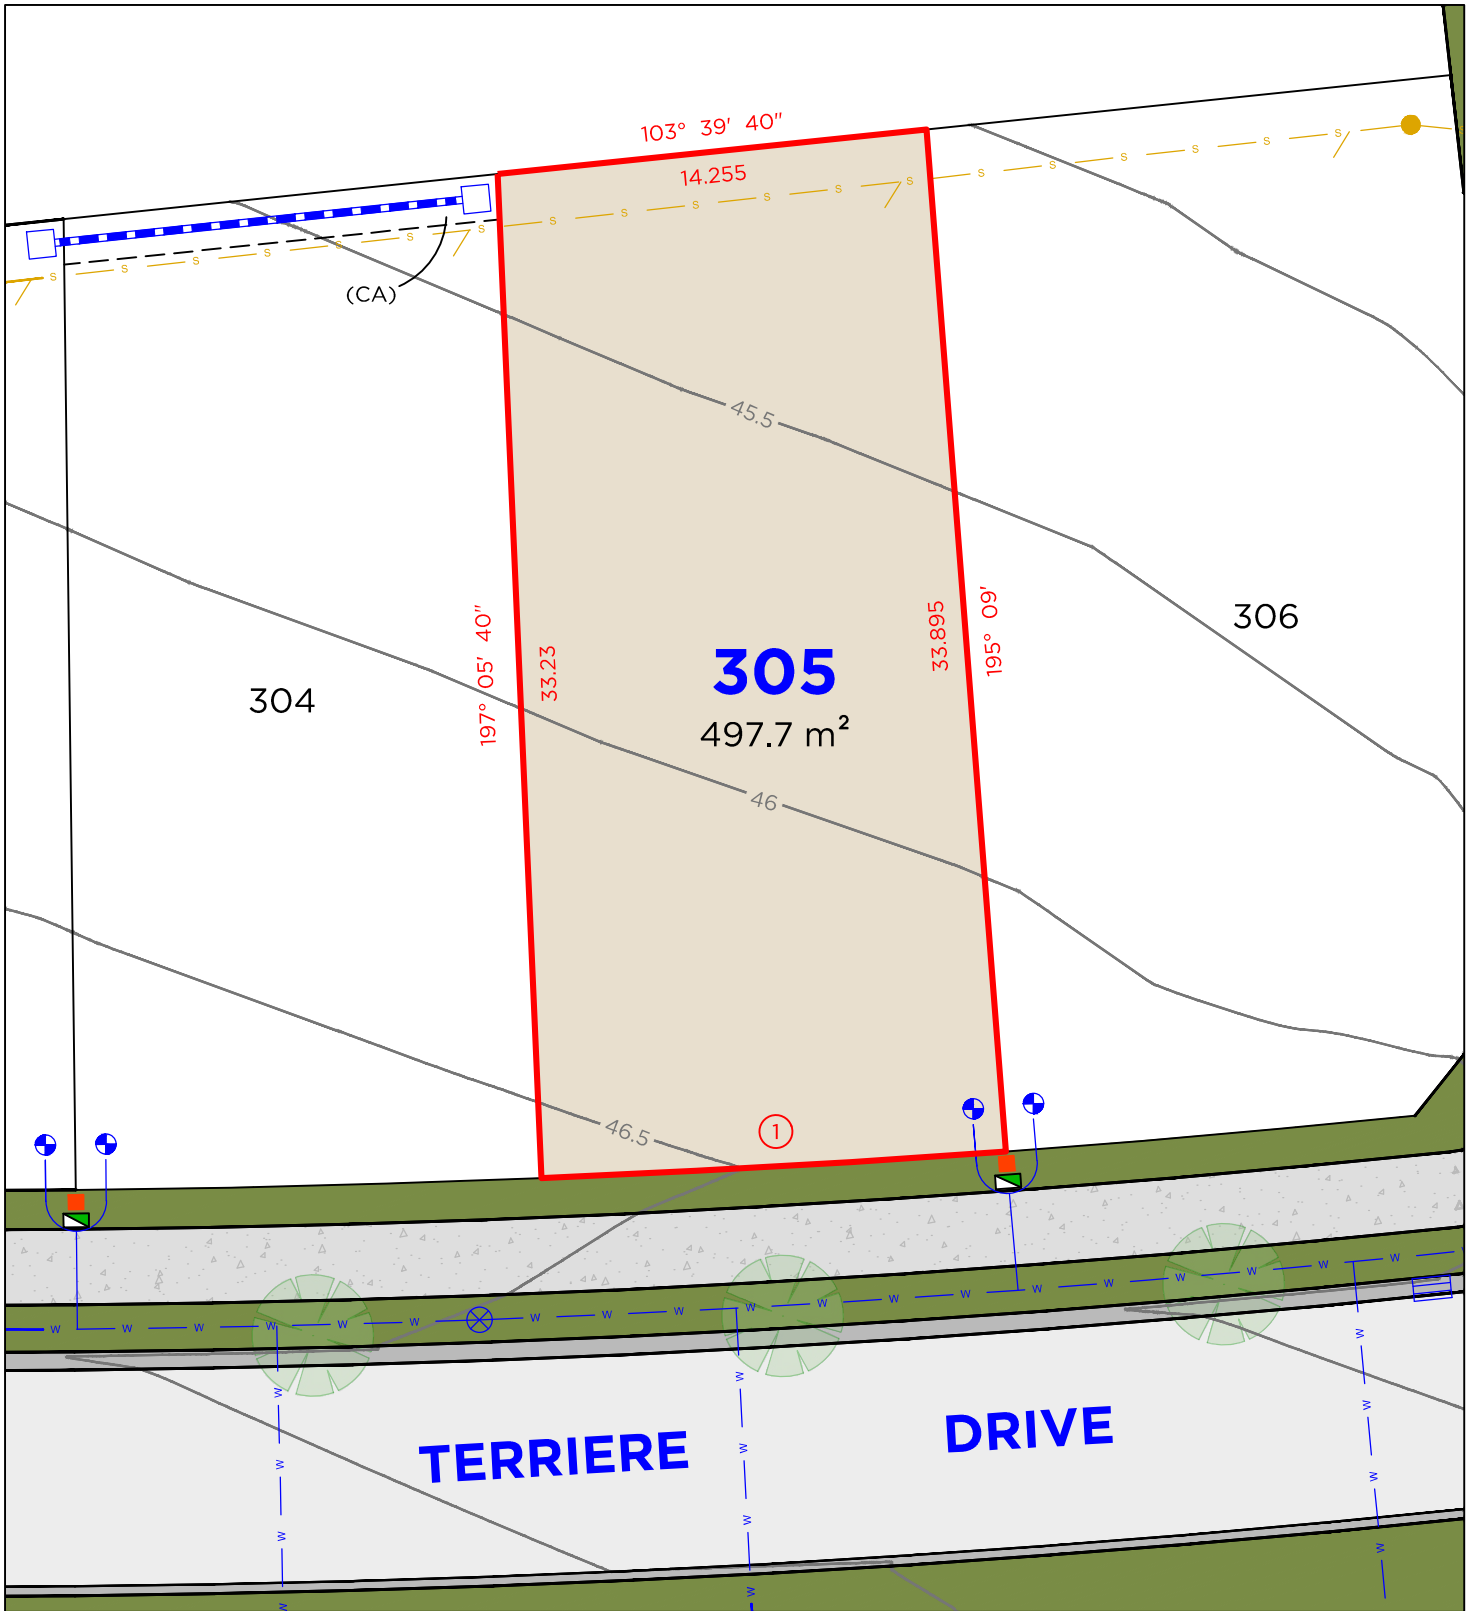 103° 39' 40"
14.255
S S S S S S S S S S S S S S S S S S S
(CA)
45.5
197° 05' 40"
33.23
33.895
195° 09'
306
304
305
497.7 m²
46
46.5
1
W W W W W W W W W W W W W W W W W W W
W W W W
W W W W
W W W W
TERRIERE DRIVE